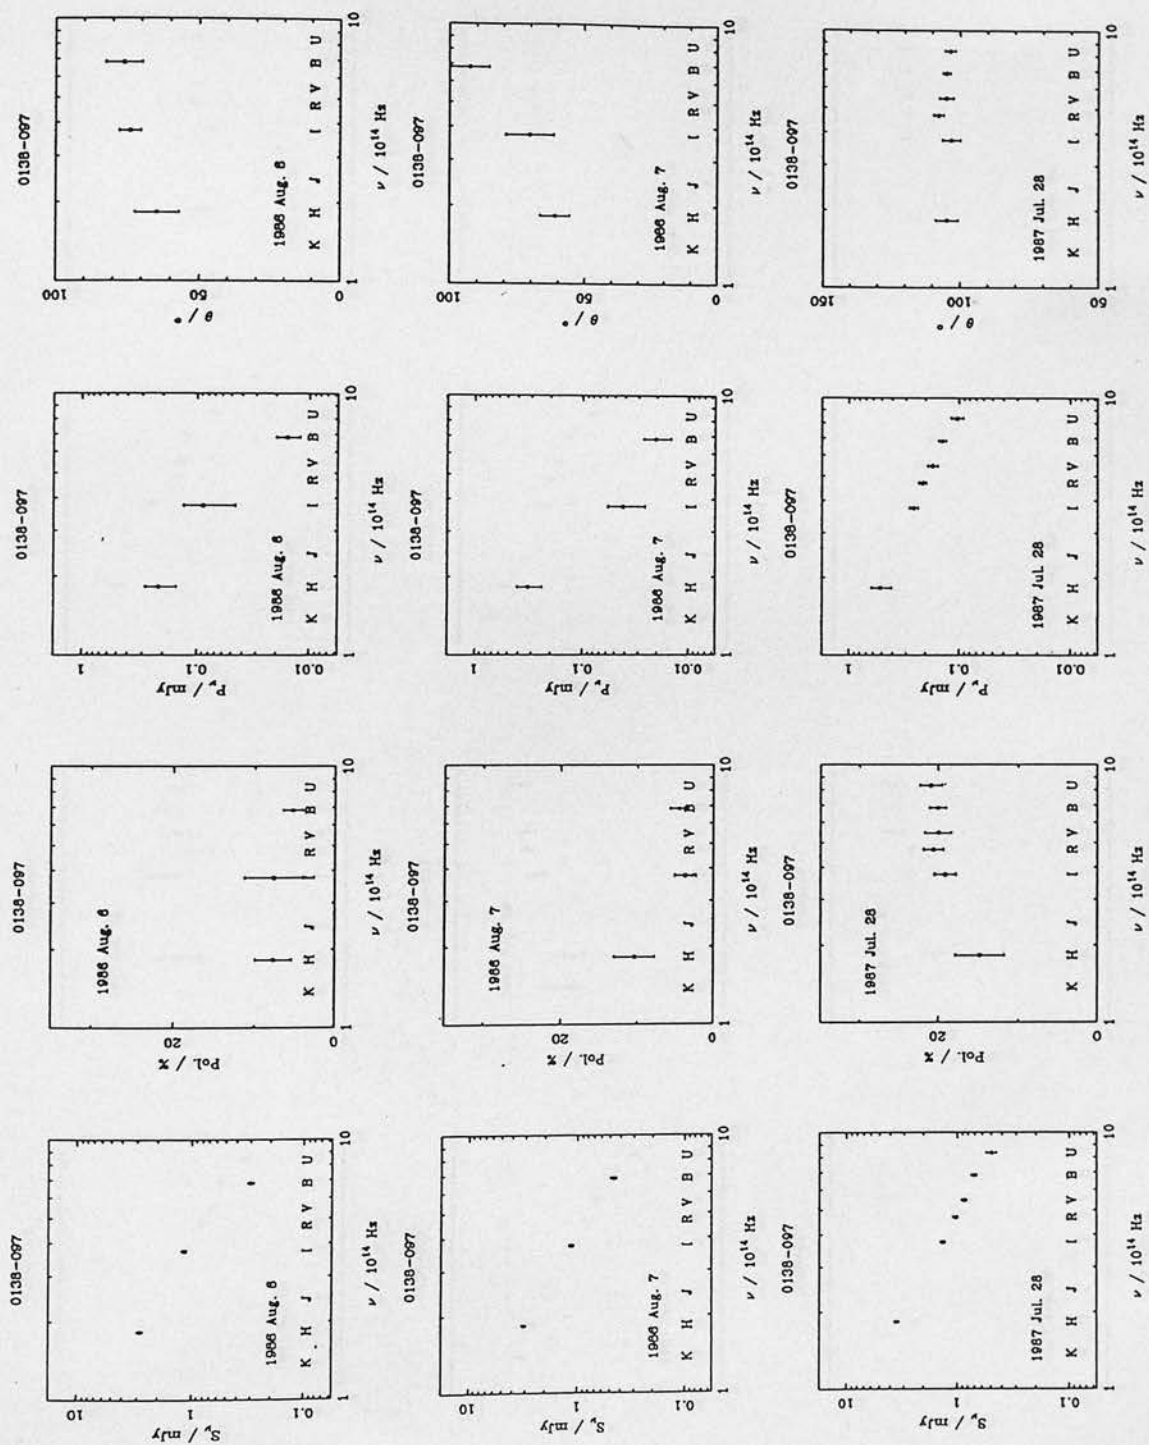 0138-097
10
1
0.1
S_ν / mJy
1986 Aug. 6
K H J I R V B U
1 10
ν / 10¹⁴ Hz
0138-097
20
0
Pol. / %
1986 Aug. 6
K H J I R V B U
1 10
ν / 10¹⁴ Hz
0138-097
1
0.1
0.01
P_ν / mJy
1986 Aug. 6
K H J I R V B U
1 10
ν / 10¹⁴ Hz
0138-097
100
50
0
θ / °
1986 Aug. 6
K H J I R V B U
1 10
ν / 10¹⁴ Hz
0138-097
10
1
0.1
S_ν / mJy
1986 Aug. 7
K H J I R V B U
1 10
ν / 10¹⁴ Hz
0138-097
20
0
Pol. / %
1986 Aug. 7
K H J I R V B U
1 10
ν / 10¹⁴ Hz
0138-097
1
0.1
0.01
P_ν / mJy
1986 Aug. 7
K H J I R V B U
1 10
ν / 10¹⁴ Hz
0138-097
100
50
0
θ / °
1986 Aug. 7
K H J I R V B U
1 10
ν / 10¹⁴ Hz
0138-097
10
1
0.1
S_ν / mJy
1987 Jul. 28
K H J I R V B U
1 10
ν / 10¹⁴ Hz
0138-097
20
0
Pol. / %
1987 Jul. 28
K H J I R V B U
1 10
ν / 10¹⁴ Hz
0138-097
1
0.1
0.01
P_ν / mJy
1987 Jul. 28
K H J I R V B U
1 10
ν / 10¹⁴ Hz
0138-097
150
100
50
θ / °
1987 Jul. 28
K H J I R V B U
1 10
ν / 10¹⁴ Hz